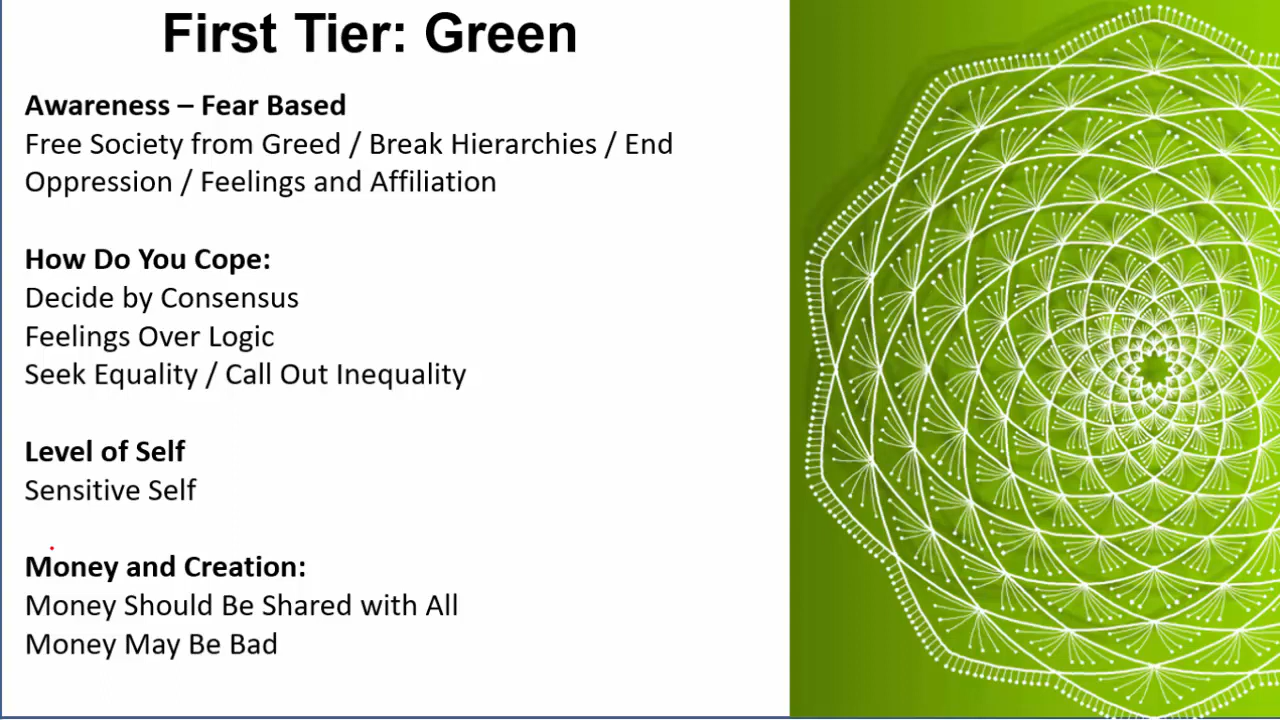 First Tier: Green
Awareness – Fear Based
Free Society from Greed / Break Hierarchies / End
Oppression / Feelings and Affiliation
How Do You Cope:
Decide by Consensus
Feelings Over Logic
Seek Equality / Call Out Inequality
Level of Self
Sensitive Self
Money and Creation:
Money Should Be Shared with All
Money May Be Bad